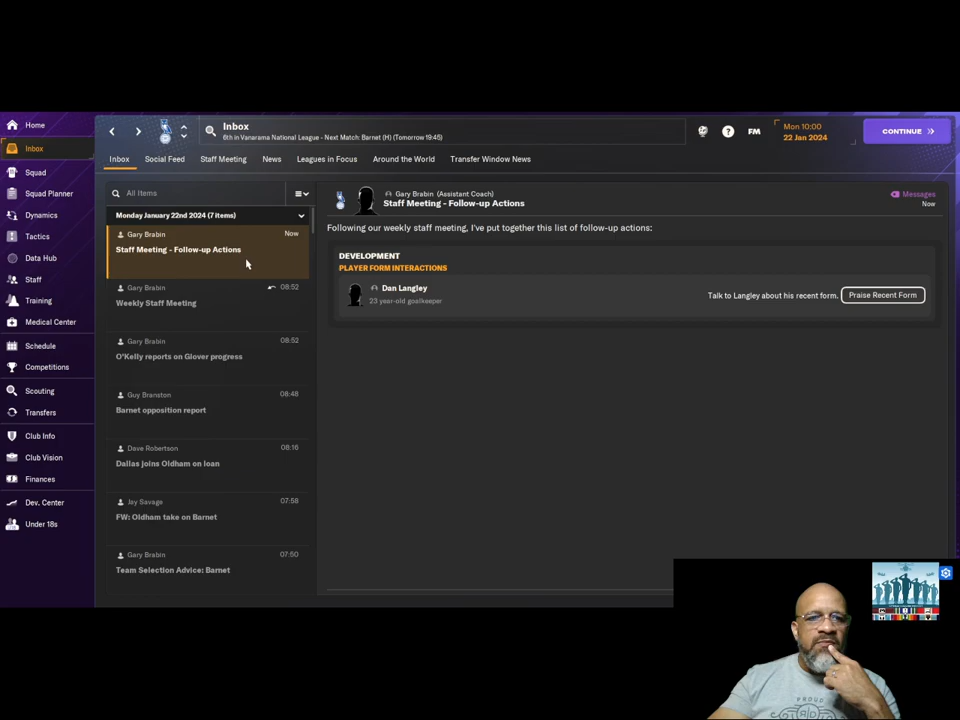 Home
Inbox
Squad
Squad Planner
Dynamics
Tactics
Data Hub
Staff
Training
Medical Center
Schedule
Competitions
Scouting
Transfers
Club Info
Club Vision
Finances
Dev. Center
Under 18s
Inbox
6th in Vanarama National League - Next Match: Barnet (H) (Tomorrow 19:45)
FM
Mon 10:00
22 Jan 2024
CONTINUE
Inbox Social Feed Staff Meeting News Leagues in Focus Around the World Transfer Window News
All Items
Monday January 22nd 2024 (7 items)
Gary Brabin Now
Staff Meeting - Follow-up Actions
Gary Brabin 08:52
Weekly Staff Meeting
Gary Brabin 08:52
O'Kelly reports on Glover progress
Guy Branston 08:48
Barnet opposition report
Dave Robertson 08:16
Dallas joins Oldham on loan
Jey Savage 07:58
FW: Oldham take on Barnet
Gary Brabin 07:50
Team Selection Advice: Barnet
Gary Brabin (Assistant Coach)
Staff Meeting - Follow-up Actions
Messages
Now
Following our weekly staff meeting, I've put together this list of follow-up actions:
DEVELOPMENT
PLAYER FORM INTERACTIONS
Dan Langley
23 year-old goalkeeper
Talk to Langley about his recent form. Praise Recent Form
PROUD